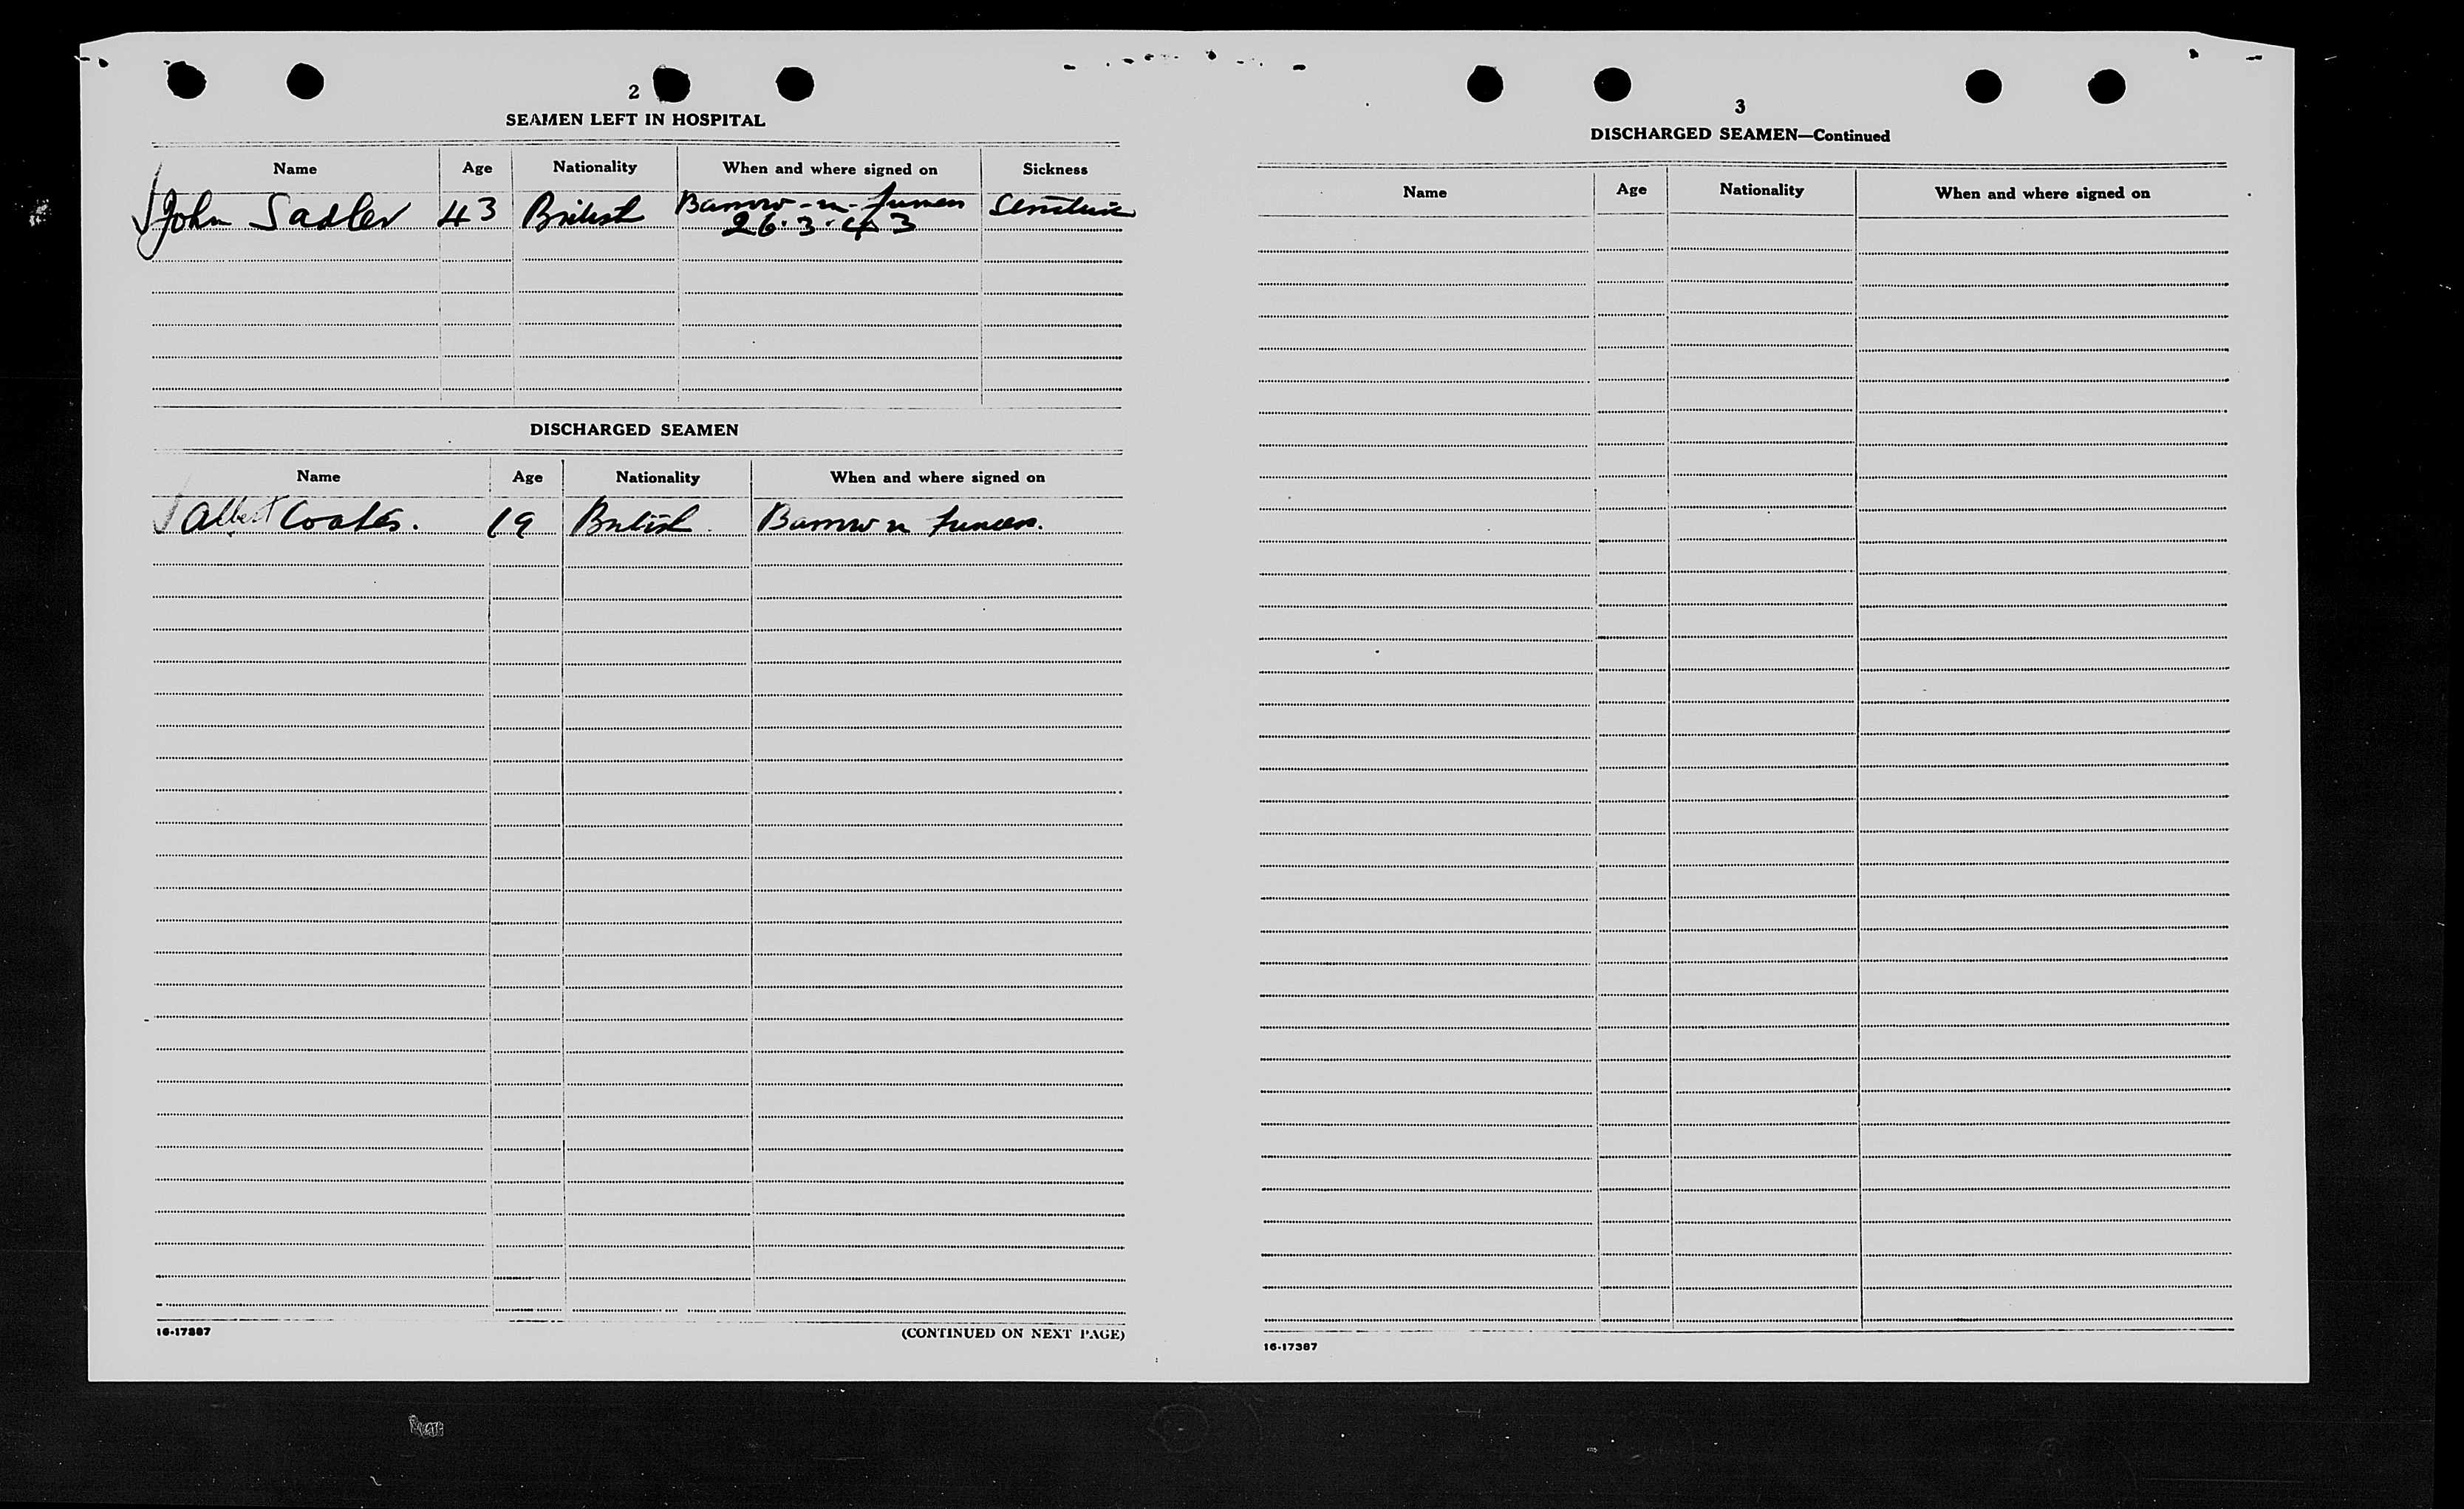 2
SEAMEN LEFT IN HOSPITAL
Name Age Nationality When and where signed on Sickness
John Sadler 43 British Barrow-in-Furness
26.3.43
DISCHARGED SEAMEN
Name Age Nationality When and where signed on
Albert Coates. 19 British. Barrow in Furness.
16-17387
(CONTINUED ON NEXT PAGE)
3
DISCHARGED SEAMEN—Continued
Name Age Nationality When and where signed on
16-17387